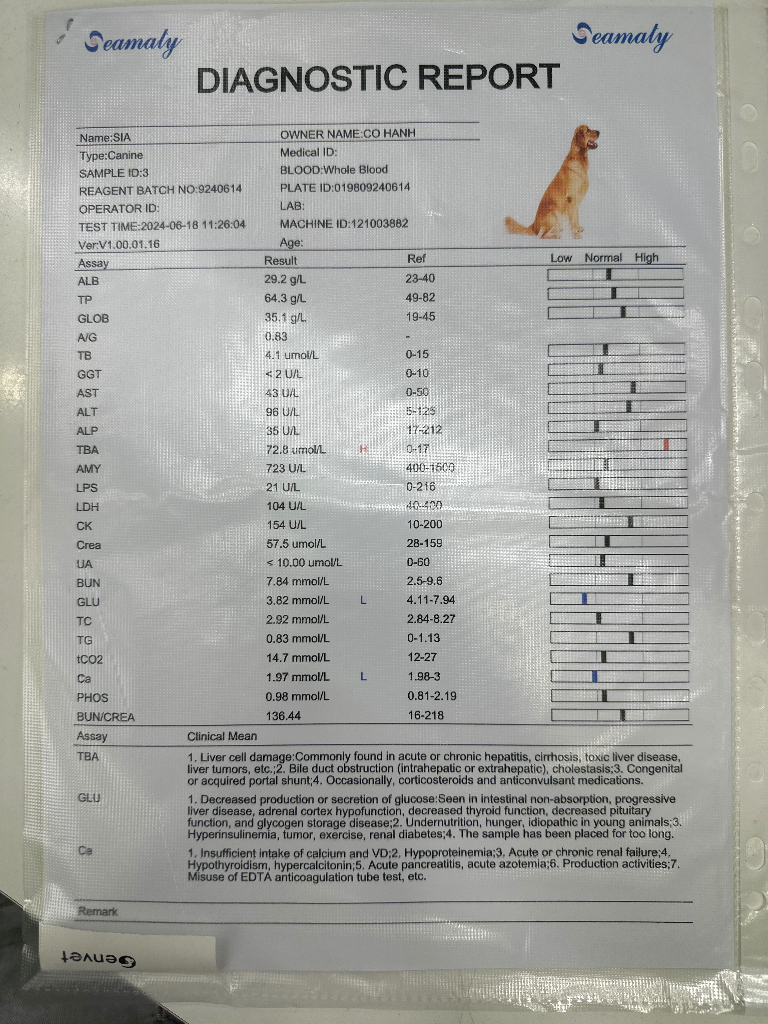 Seamaty
Seamaty
DIAGNOSTIC REPORT
Name:SIA OWNER NAME:CO HANH
Type:Canine Medical ID:
SAMPLE ID:3 BLOOD:Whole Blood
REAGENT BATCH NO:9240614 PLATE ID:019809240614
OPERATOR ID: LAB:
TEST TIME:2024-06-18 11:26:04 MACHINE ID:121003882
Ver:V1.00.01.16 Age:
Assay Result Ref Low Normal High
ALB 29.2 g/L 23-40
TP 64.3 g/L 49-82
GLOB 35.1 g/L 19-45
A/G 0.83 -
TB 4.1 umol/L 0-15
GGT < 2 U/L 0-10
AST 43 U/L 0-50
ALT 96 U/L 5-125
ALP 35 U/L 17-212
TBA 72.8 umol/L H 0-17
AMY 723 U/L 400-1500
LPS 21 U/L 0-216
LDH 104 U/L 40-400
CK 154 U/L 10-200
Crea 57.5 umol/L 28-159
UA < 10.00 umol/L 0-60
BUN 7.84 mmol/L 2.5-9.6
GLU 3.82 mmol/L L 4.11-7.94
TC 2.92 mmol/L 2.84-8.27
TG 0.83 mmol/L 0-1.13
tCO2 14.7 mmol/L 12-27
Ca 1.97 mmol/L L 1.98-3
PHOS 0.98 mmol/L 0.81-2.19
BUN/CREA 136.44 16-218
Assay Clinical Mean
TBA 1. Liver cell damage:Commonly found in acute or chronic hepatitis, cirrhosis, toxic liver disease,
liver tumors, etc.;2. Bile duct obstruction (intrahepatic or extrahepatic), cholestasis;3. Congenital
or acquired portal shunt;4. Occasionally, corticosteroids and anticonvulsant medications.
GLU 1. Decreased production or secretion of glucose:Seen in intestinal non-absorption, progressive
liver disease, adrenal cortex hypofunction, decreased thyroid function, decreased pituitary
function, and glycogen storage disease;2. Undernutrition, hunger, idiopathic in young animals;3.
Hyperinsulinemia, tumor, exercise, renal diabetes;4. The sample has been placed for too long.
Ca 1. Insufficient intake of calcium and VD;2. Hypoproteinemia;3. Acute or chronic renal failure;4.
Hypothyroidism, hypercalcitonin;5. Acute pancreatitis, acute azotemia;6. Production activities;7.
Misuse of EDTA anticoagulation tube test, etc.
Remark
Genvet